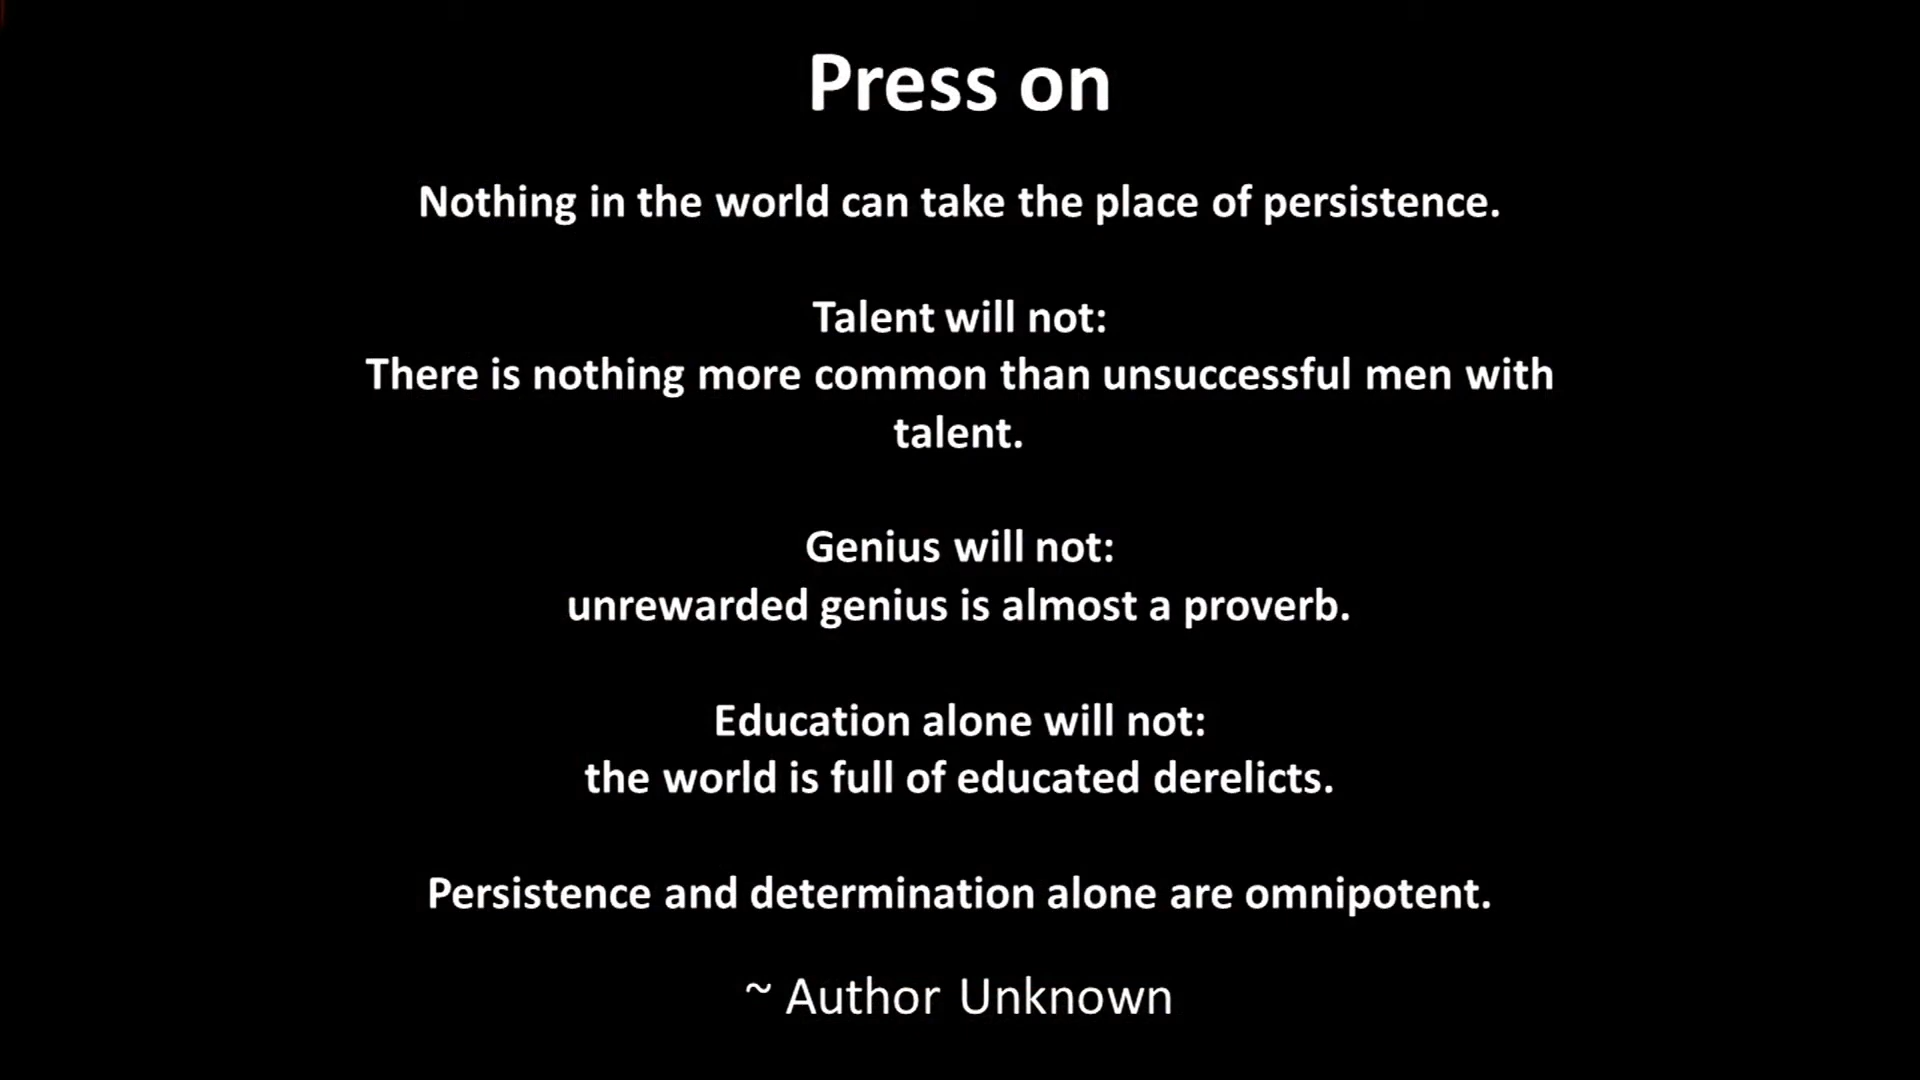 Press on
Nothing in the world can take the place of persistence.
Talent will not:
There is nothing more common than unsuccessful men with
talent.
Genius will not:
unrewarded genius is almost a proverb.
Education alone will not:
the world is full of educated derelicts.
Persistence and determination alone are omnipotent.
~ Author Unknown